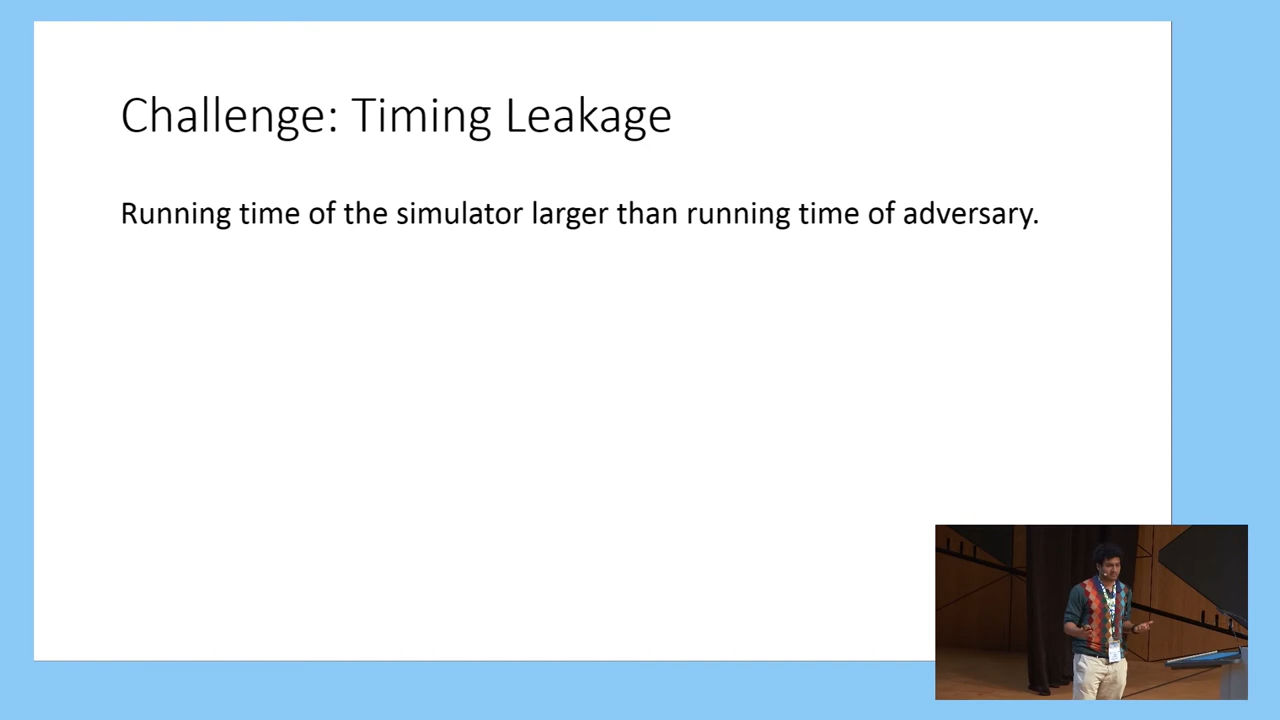 Challenge: Timing Leakage
Running time of the simulator larger than running time of adversary.